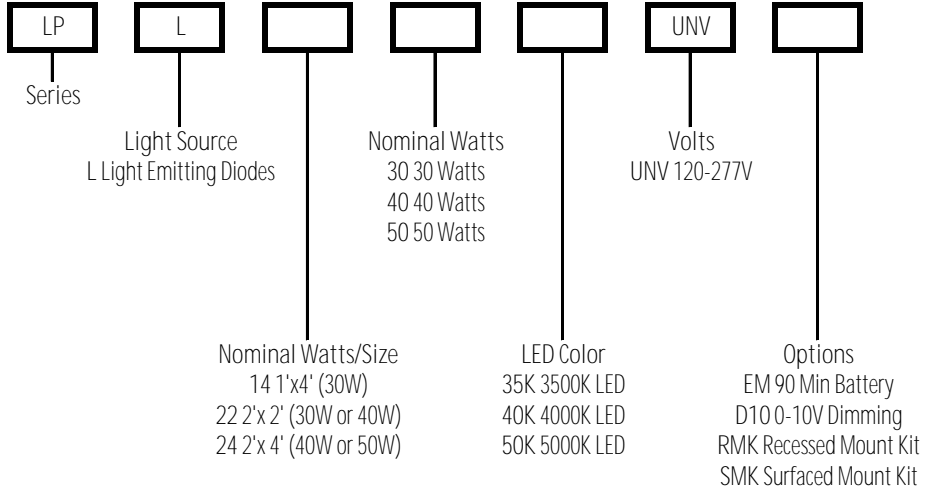 LP
L
UNV
Series
Light Source
L Light Emitting Diodes
Nominal Watts
30 30 Watts
40 40 Watts
50 50 Watts
Volts
UNV 120-277V
Nominal Watts/Size
14 1'x4' (30W)
22 2'x 2' (30W or 40W)
24 2'x 4' (40W or 50W)
LED Color
35K 3500K LED
40K 4000K LED
50K 5000K LED
Options
EM 90 Min Battery
D10 0-10V Dimming
RMK Recessed Mount Kit
SMK Surfaced Mount Kit